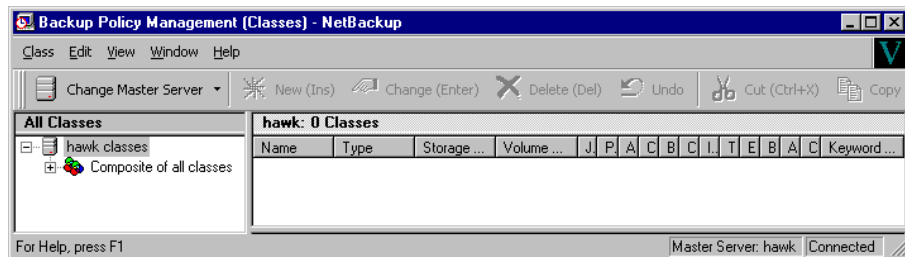 Backup Policy Management (Classes) - NetBackup
Class Edit View Window Help
V
Change Master Server New (Ins) Change (Enter) Delete (Del) Undo Cut (Ctrl+X) Copy
All Classes
hawk: 0 Classes
hawk classes
Composite of all classes
Name Type Storage ... Volume ... J. P. A C B C I.. T E B A C Keyword ...
For Help, press F1
Master Server: hawk Connected